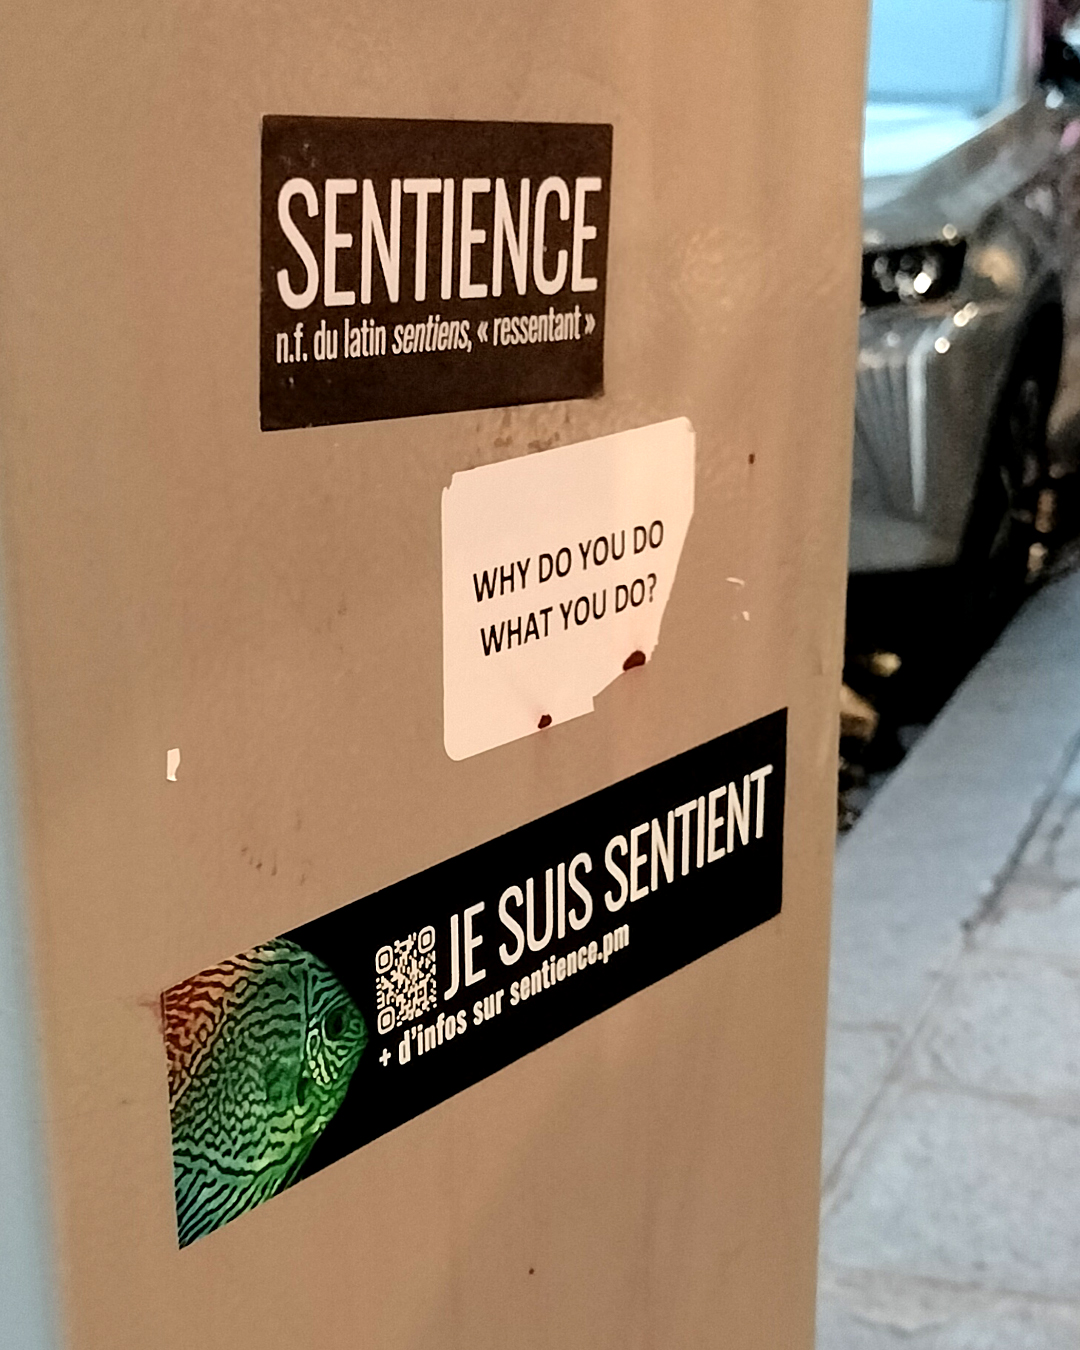 SENTIENCE
n.f. du latin sentiens, « ressentant »
WHY DO YOU DO
WHAT YOU DO?
JE SUIS SENTIENT
+ d'infos sur sentience.pm